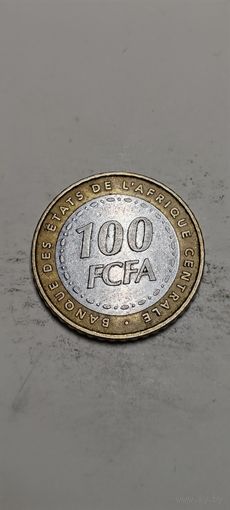 100
FCFA
BANQUE DES ÉTATS DE L'AFRIQUE CENTRALE